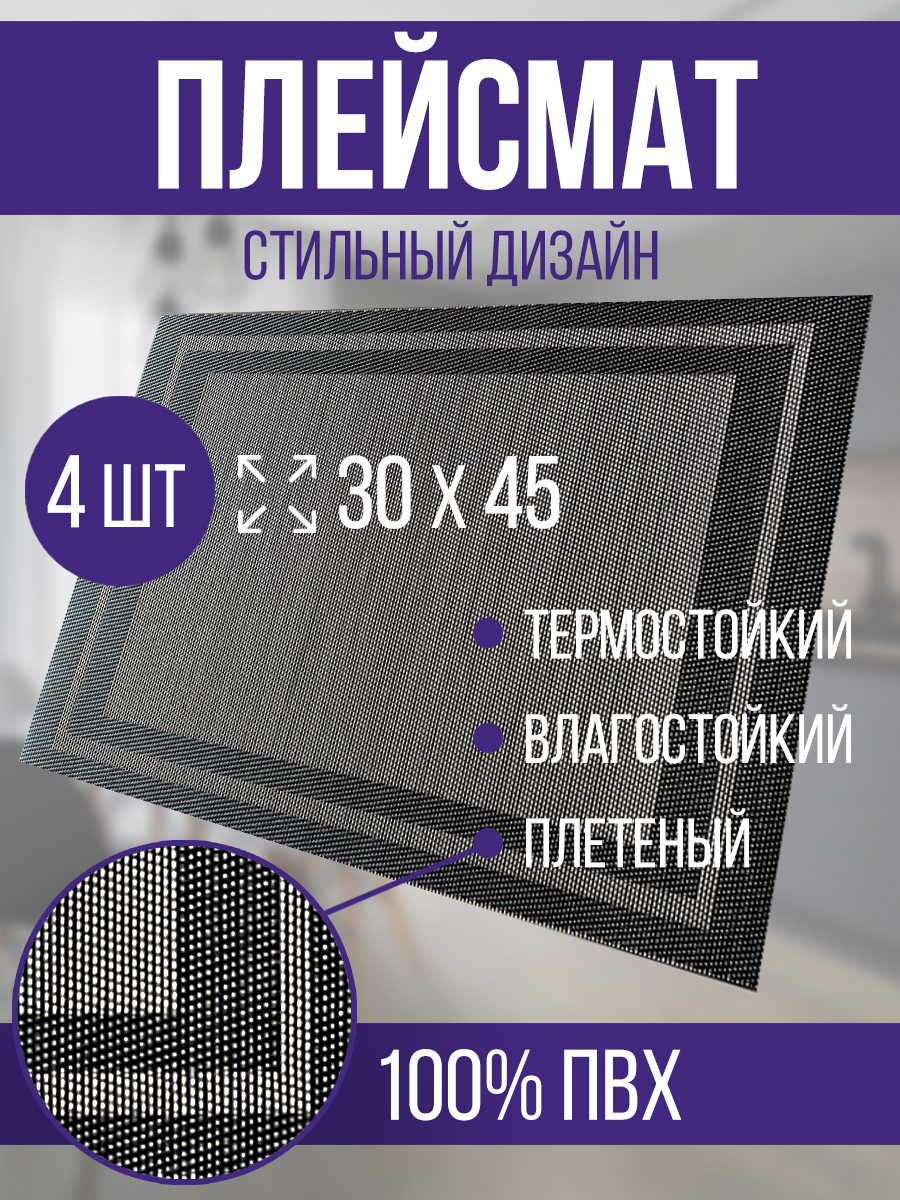 ПЛЕЙСМАТ
СТИЛЬНЫЙ ДИЗАЙН
4 ШТ
30 X 45
ТЕРМОСТОЙКИЙ
ВЛАГОСТОЙКИЙ
ПЛЕТЕНЫЙ
100% ПВХ